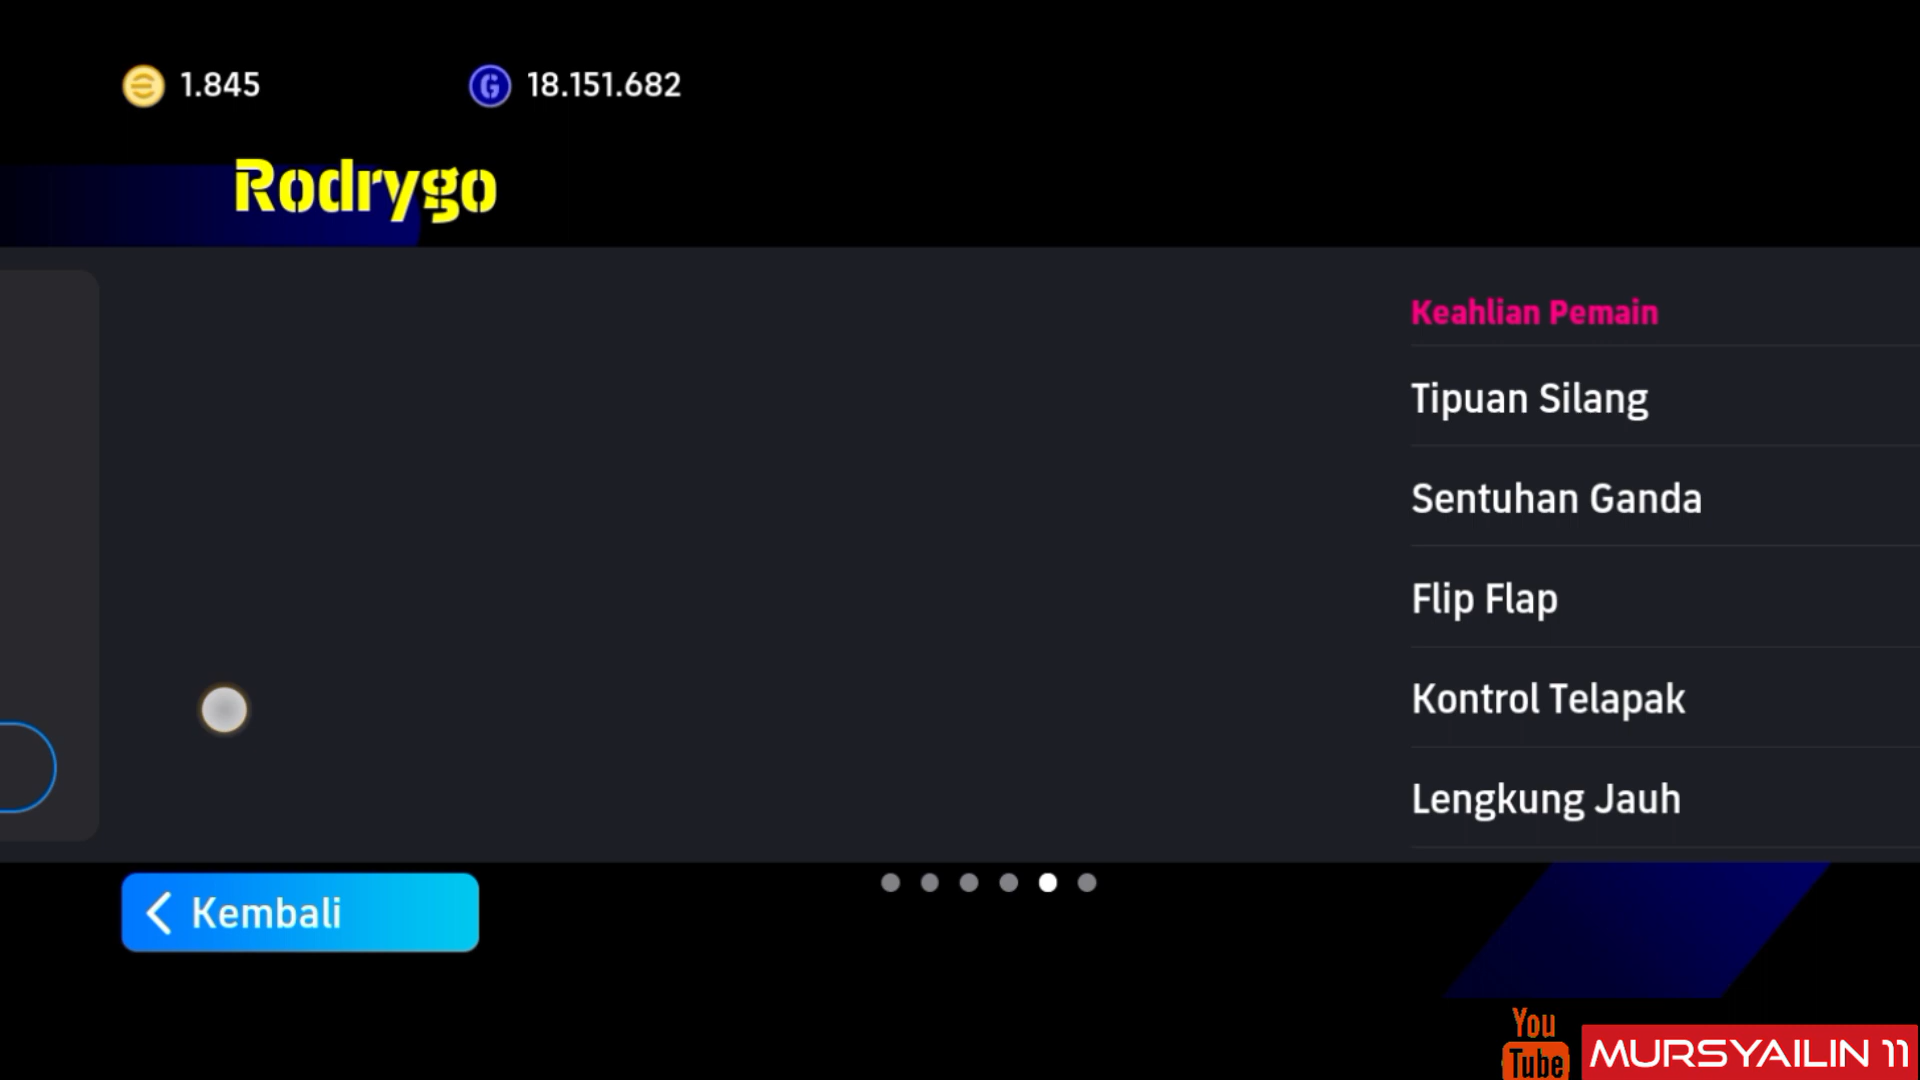 1.845
18.151.682
Rodrygo
Keahlian Pemain
Tipuan Silang
Sentuhan Ganda
Flip Flap
Kontrol Telapak
Lengkung Jauh
Kembali
You
Tube
MURSYAILIN 11